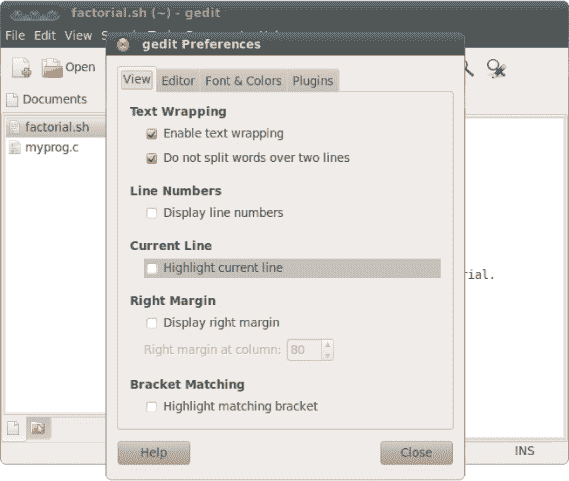 factorial.sh (~) - gedit
File Edit View
gedit Preferences
Open
View Editor Font & Colors Plugins
Documents
factorial.sh
myprog.c
Text Wrapping
Enable text wrapping
Do not split words over two lines
Line Numbers
Display line numbers
Current Line
Highlight current line
rial.
Right Margin
Display right margin
Right margin at column: 80
Bracket Matching
Highlight matching bracket
Help Close
INS